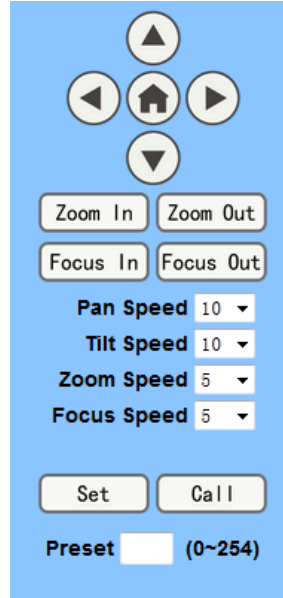 Zoom In Zoom Out
Focus In Focus Out
Pan Speed 10
Tilt Speed 10
Zoom Speed 5
Focus Speed 5
Set Call
Preset (0~254)